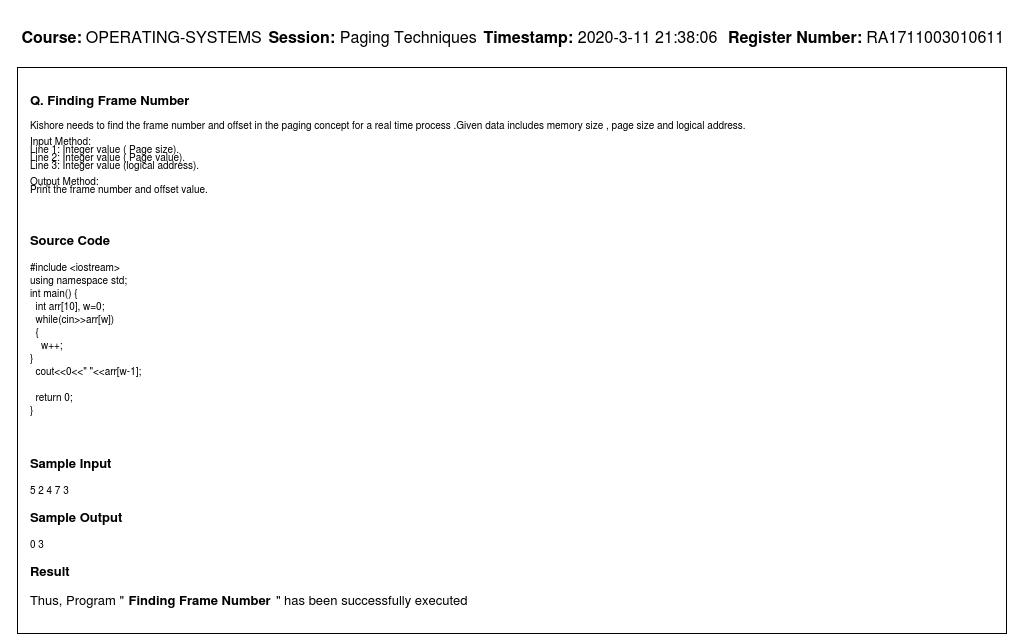 Course: OPERATING-SYSTEMS Session: Paging Techniques Timestamp: 2020-3-11 21:38:06 Register Number: RA1711003010611
Q. Finding Frame Number
Kishore needs to find the frame number and offset in the paging concept for a real time process .Given data includes memory size , page size and logical address.
Input Method:
Line 1: Integer value ( Page size).
Line 2: Integer value ( Page value).
Line 3: Integer value (logical address).
Output Method:
Print the frame number and offset value.
Source Code
#include <iostream>
using namespace std;
int main() {
int arr[10], w=0;
while(cin>>arr[w])
{
w++;
}
cout<<0<<" "<<arr[w-1];
return 0;
}
Sample Input
5 2 4 7 3
Sample Output
0 3
Result
Thus, Program " Finding Frame Number " has been successfully executed